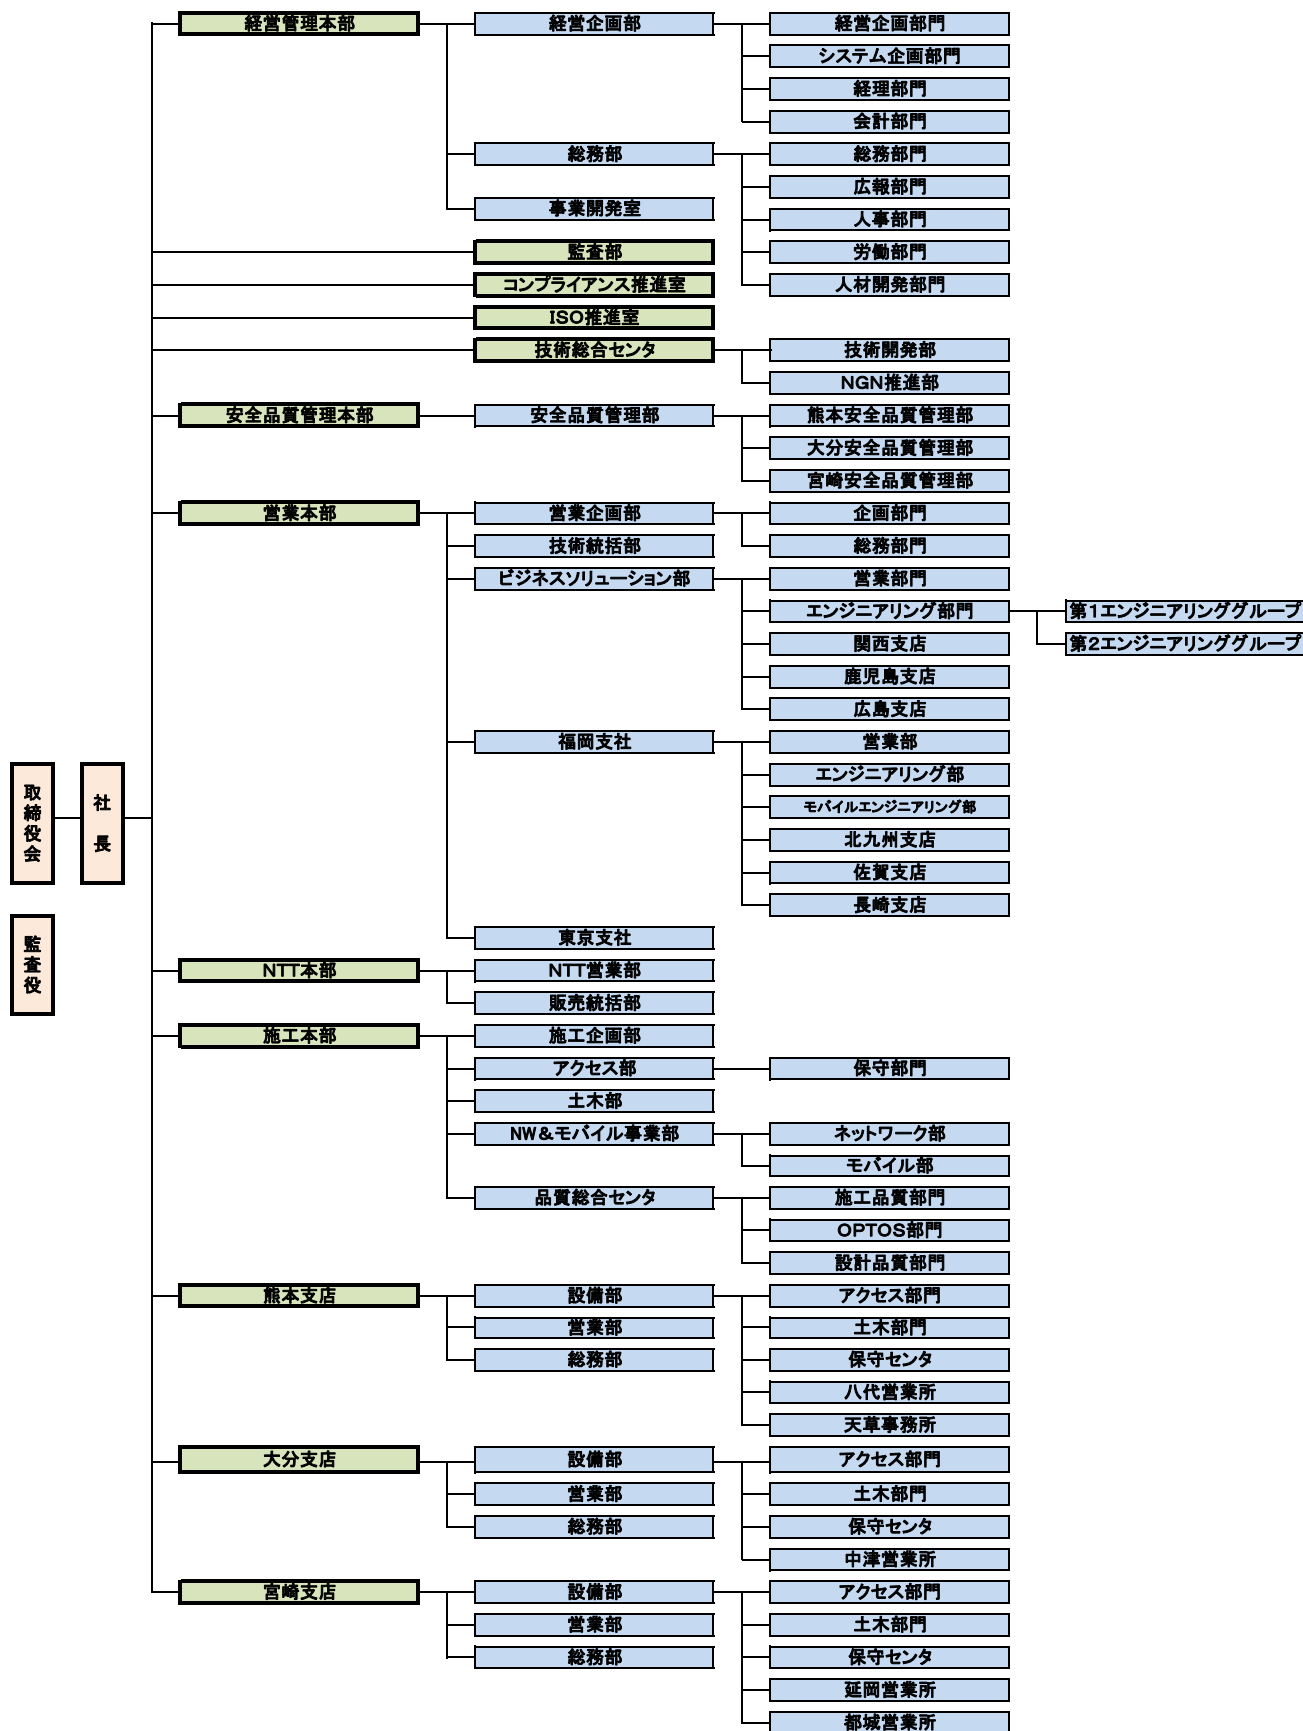 経営管理本部
経営企画部
経営企画部門
システム企画部門
経理部門
会計部門
総務部
総務部門
広報部門
事業開発室
人事部門
監査部
労働部門
コンプライアンス推進室
人材開発部門
ISO推進室
技術総合センタ
技術開発部
NGN推進部
安全品質管理本部
安全品質管理部
熊本安全品質管理部
大分安全品質管理部
宮崎安全品質管理部
営業本部
営業企画部
企画部門
技術統括部
総務部門
ビジネスソリューション部
営業部門
エンジニアリング部門
第1エンジニアリンググループ
関西支店
第2エンジニアリンググループ
鹿児島支店
広島支店
福岡支社
営業部
エンジニアリング部
モバイルエンジニアリング部
取締役会
社長
北九州支店
佐賀支店
長崎支店
東京支社
監査役
NTT本部
NTT営業部
販売統括部
施工本部
施工企画部
アクセス部
保守部門
土木部
NW&モバイル事業部
ネットワーク部
モバイル部
品質総合センタ
施工品質部門
OPTOS部門
設計品質部門
熊本支店
設備部
アクセス部門
営業部
土木部門
総務部
保守センタ
八代営業所
天草事務所
大分支店
設備部
アクセス部門
営業部
土木部門
総務部
保守センタ
中津営業所
宮崎支店
設備部
アクセス部門
営業部
土木部門
総務部
保守センタ
延岡営業所
都城営業所